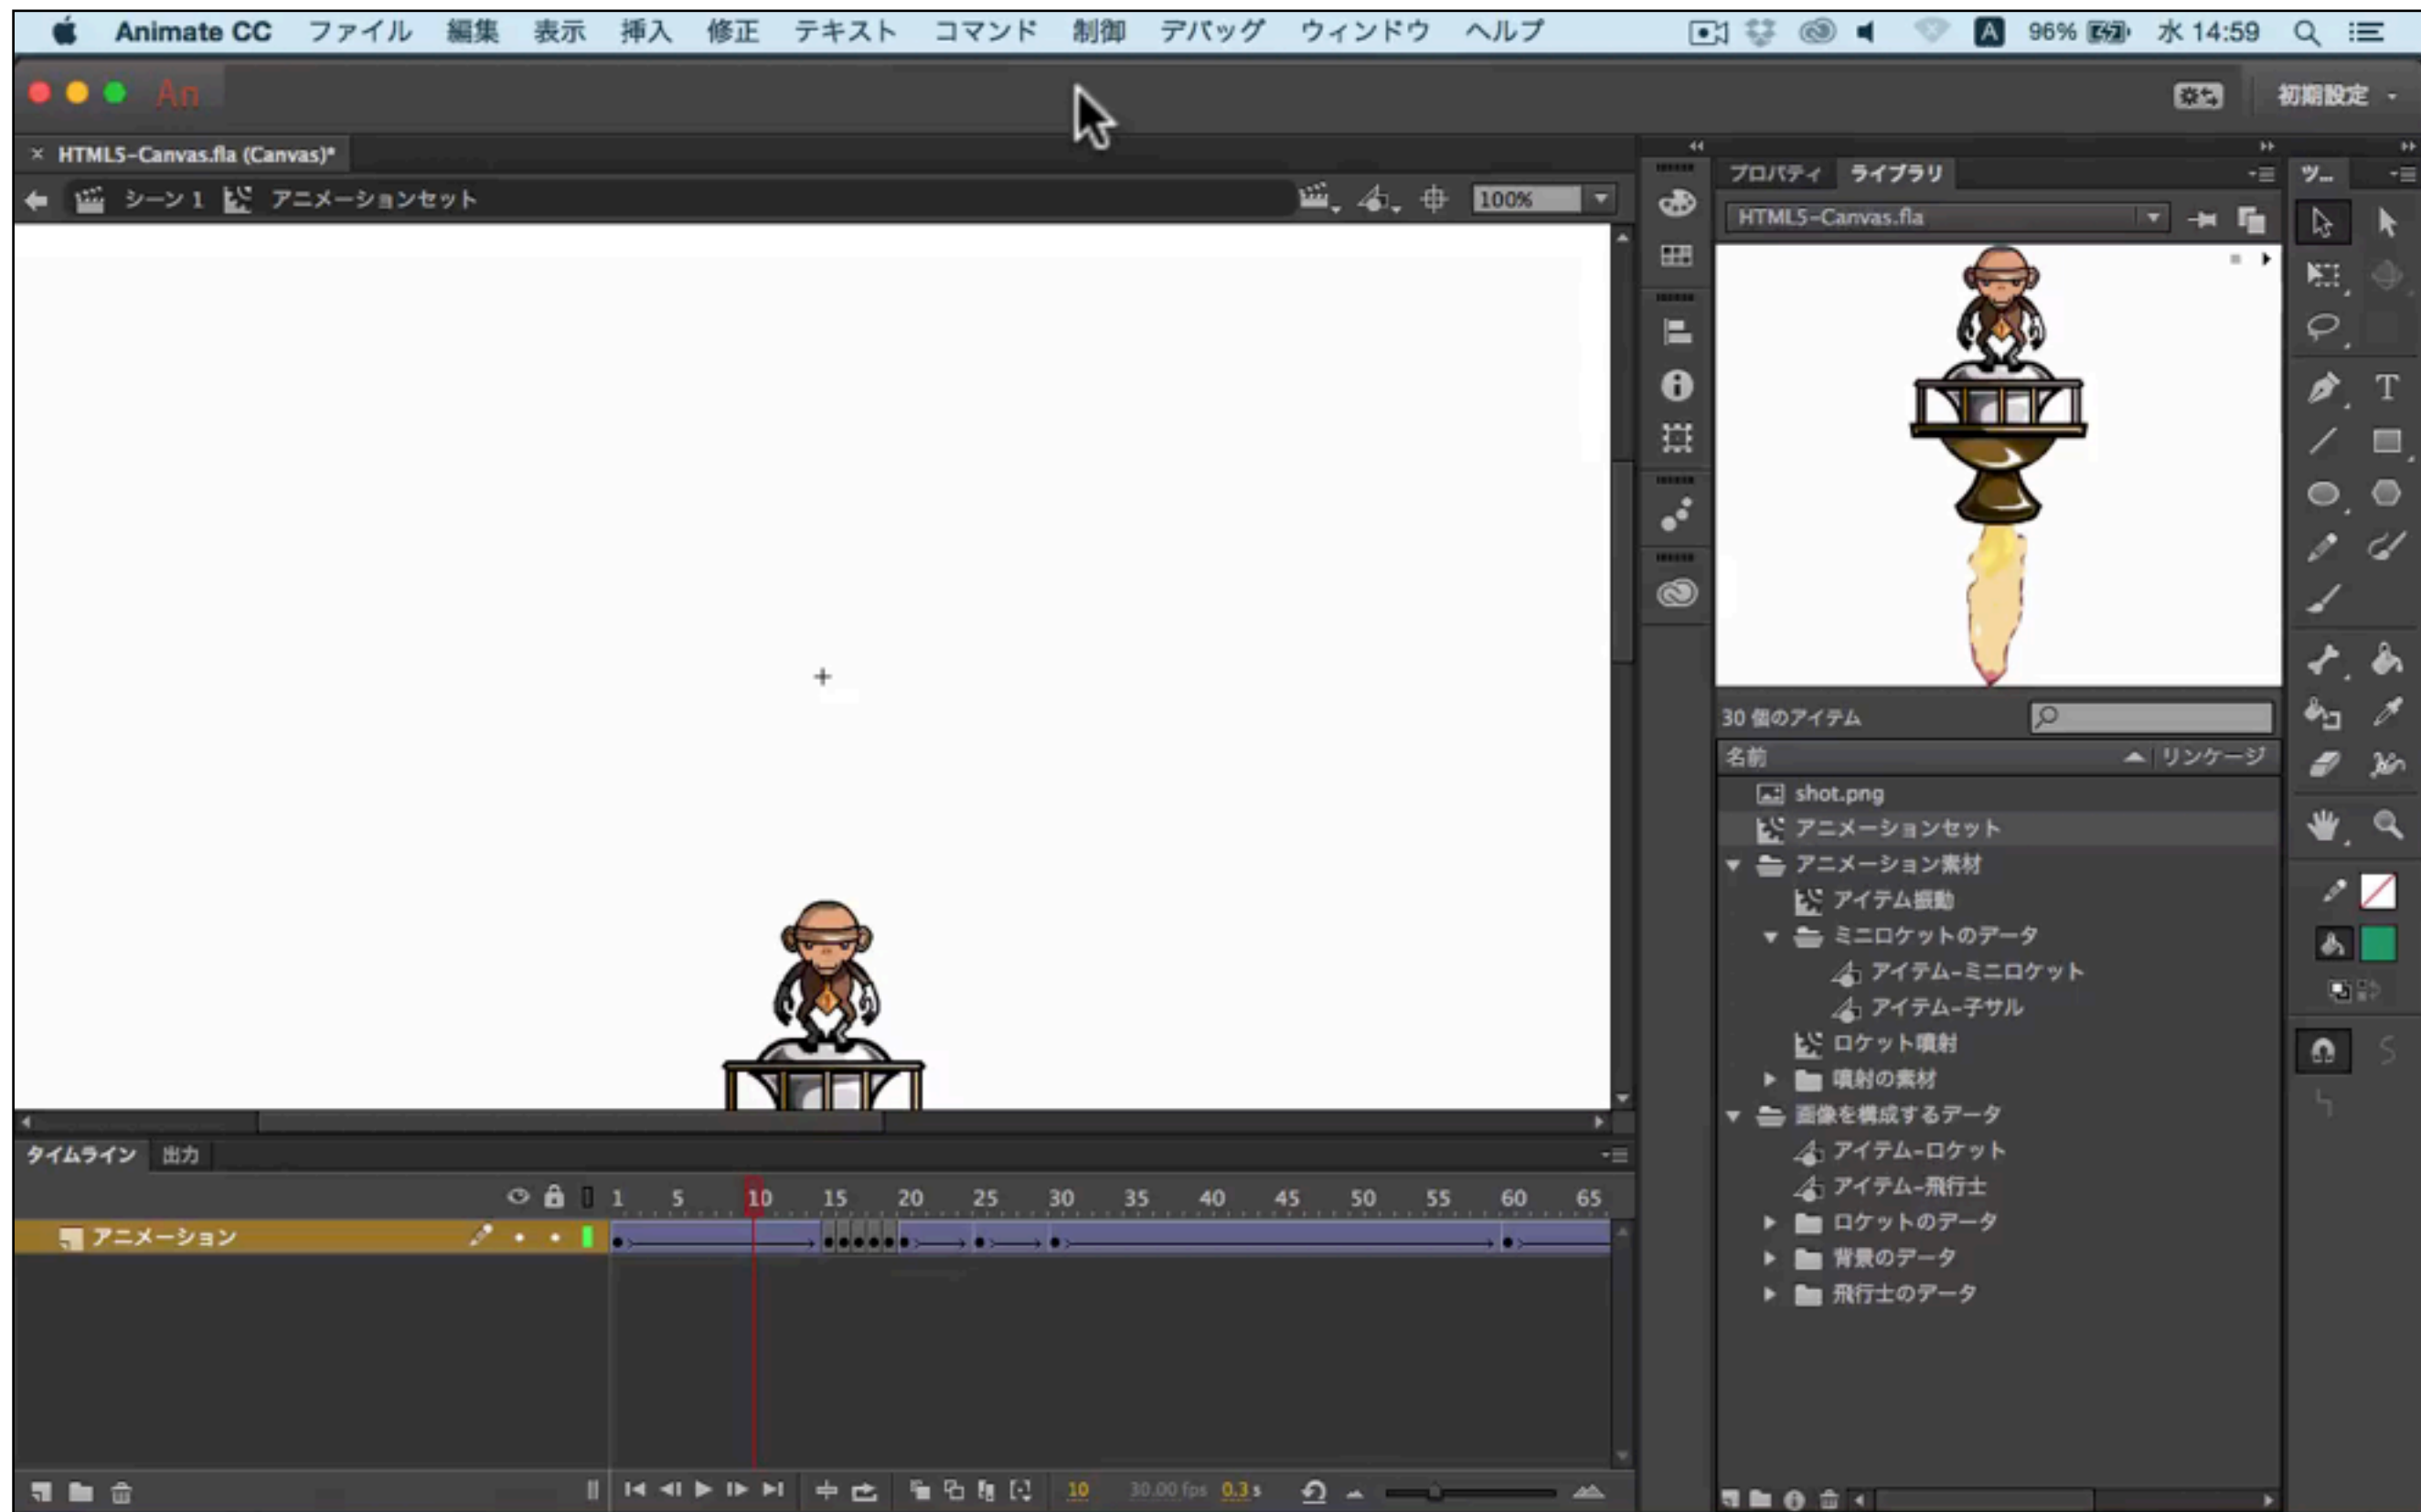 Animate CC ファイル 編集 表示 挿入 修正 テキスト コマンド 制御 デバッグ ウィンドウ ヘルプ A 96% 水 14:59
An 初期設定
× HTML5-Canvas.fla (Canvas)*
シーン 1 アニメーションセット 100%
プロパティ ライブラリ
ツ...
HTML5-Canvas.fla
T
30 個のアイテム
名前 リンケージ
shot.png
アニメーションセット
アニメーション素材
アイテム振動
ミニロケットのデータ
アイテム-ミニロケット
アイテム-子サル
ロケット噴射
噴射の素材
画像を構成するデータ
アイテム-ロケット
アイテム-飛行士
ロケットのデータ
背景のデータ
飛行士のデータ
タイムライン 出力
1 5 10 15 20 25 30 35 40 45 50 55 60 65
アニメーション
10 30.00 fps 0.3 s